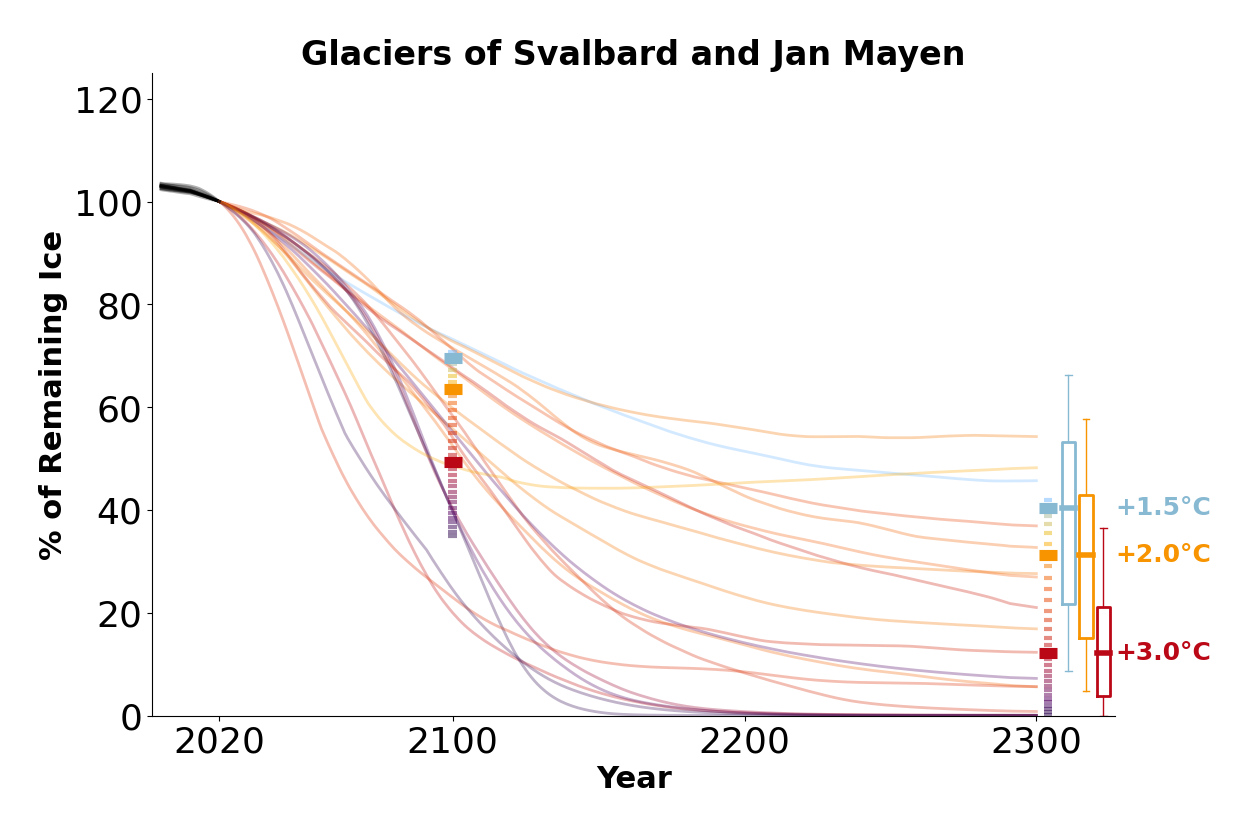 Glaciers of Svalbard and Jan Mayen
% of Remaining Ice
120
100
80
60
40
20
0
+1.5°C
+2.0°C
+3.0°C
2020
2100
2200
2300
Year